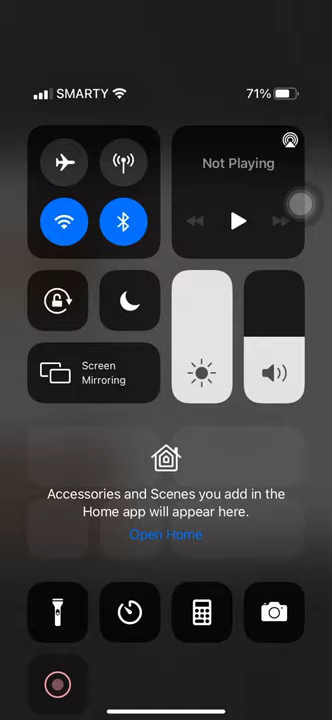 SMARTY
71%
Not Playing
Screen
Mirroring
Accessories and Scenes you add in the
Home app will appear here.
Open Home